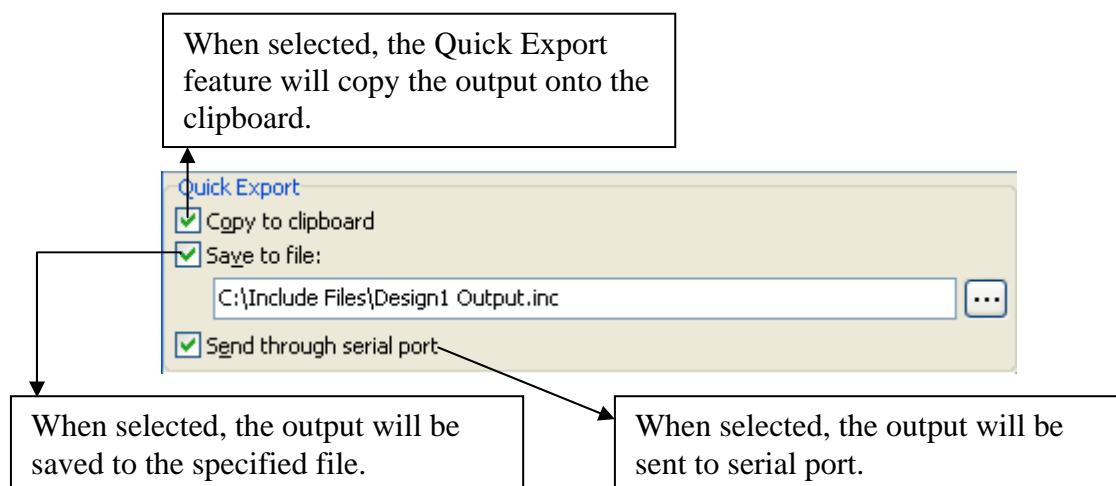 When selected, the Quick Export
feature will copy the output onto the
clipboard.
Quick Export
Copy to clipboard
Save to file:
C:\Include Files\Design1 Output.inc
...
Send through serial port
When selected, the output will be
saved to the specified file.
When selected, the output will be
sent to serial port.